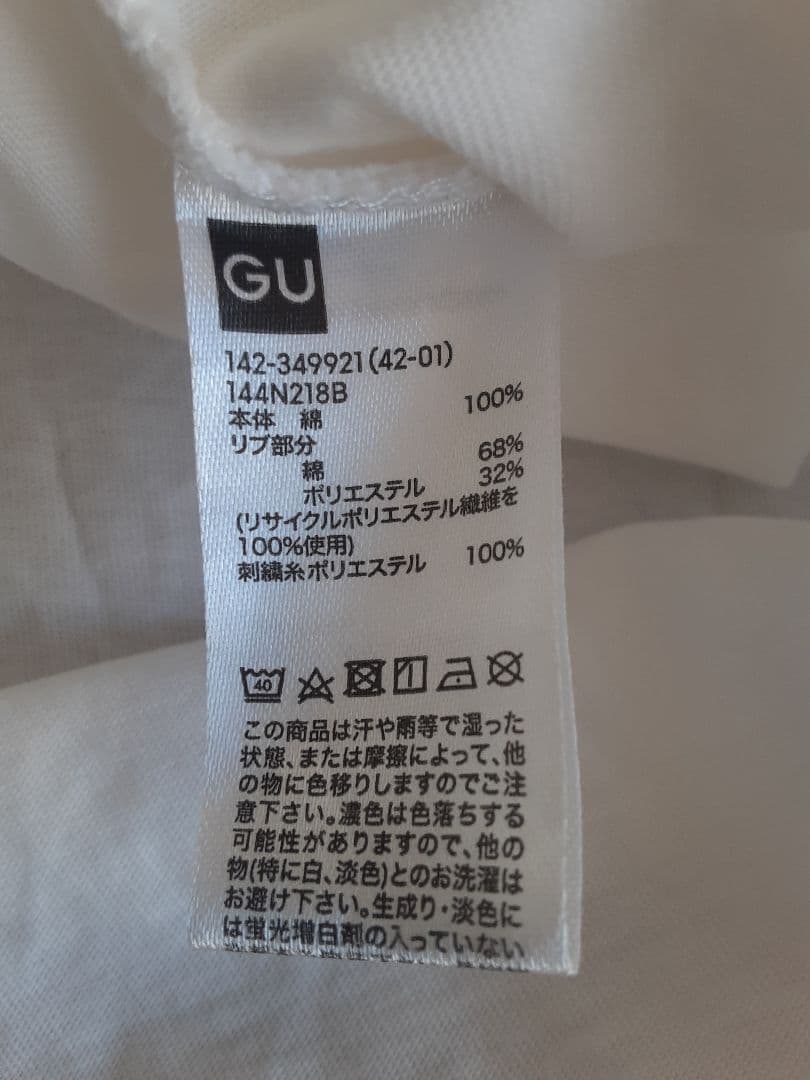 GU
142-349921(42-01)
144N218B
本体 綿 100%
リブ部分
綿 68%
ポリエステル 32%
(リサイクルポリエステル繊維を
100%使用)
刺繍糸ポリエステル 100%
40
この商品は汗や雨等で湿った
状態、または摩擦によって、他
の物に色移りしますのでご注
意下さい。濃色は色落ちする
可能性がありますので、他の
物(特に白、淡色)とのお洗濯は
お避け下さい。生成り・淡色に
は蛍光増白剤の入っていない